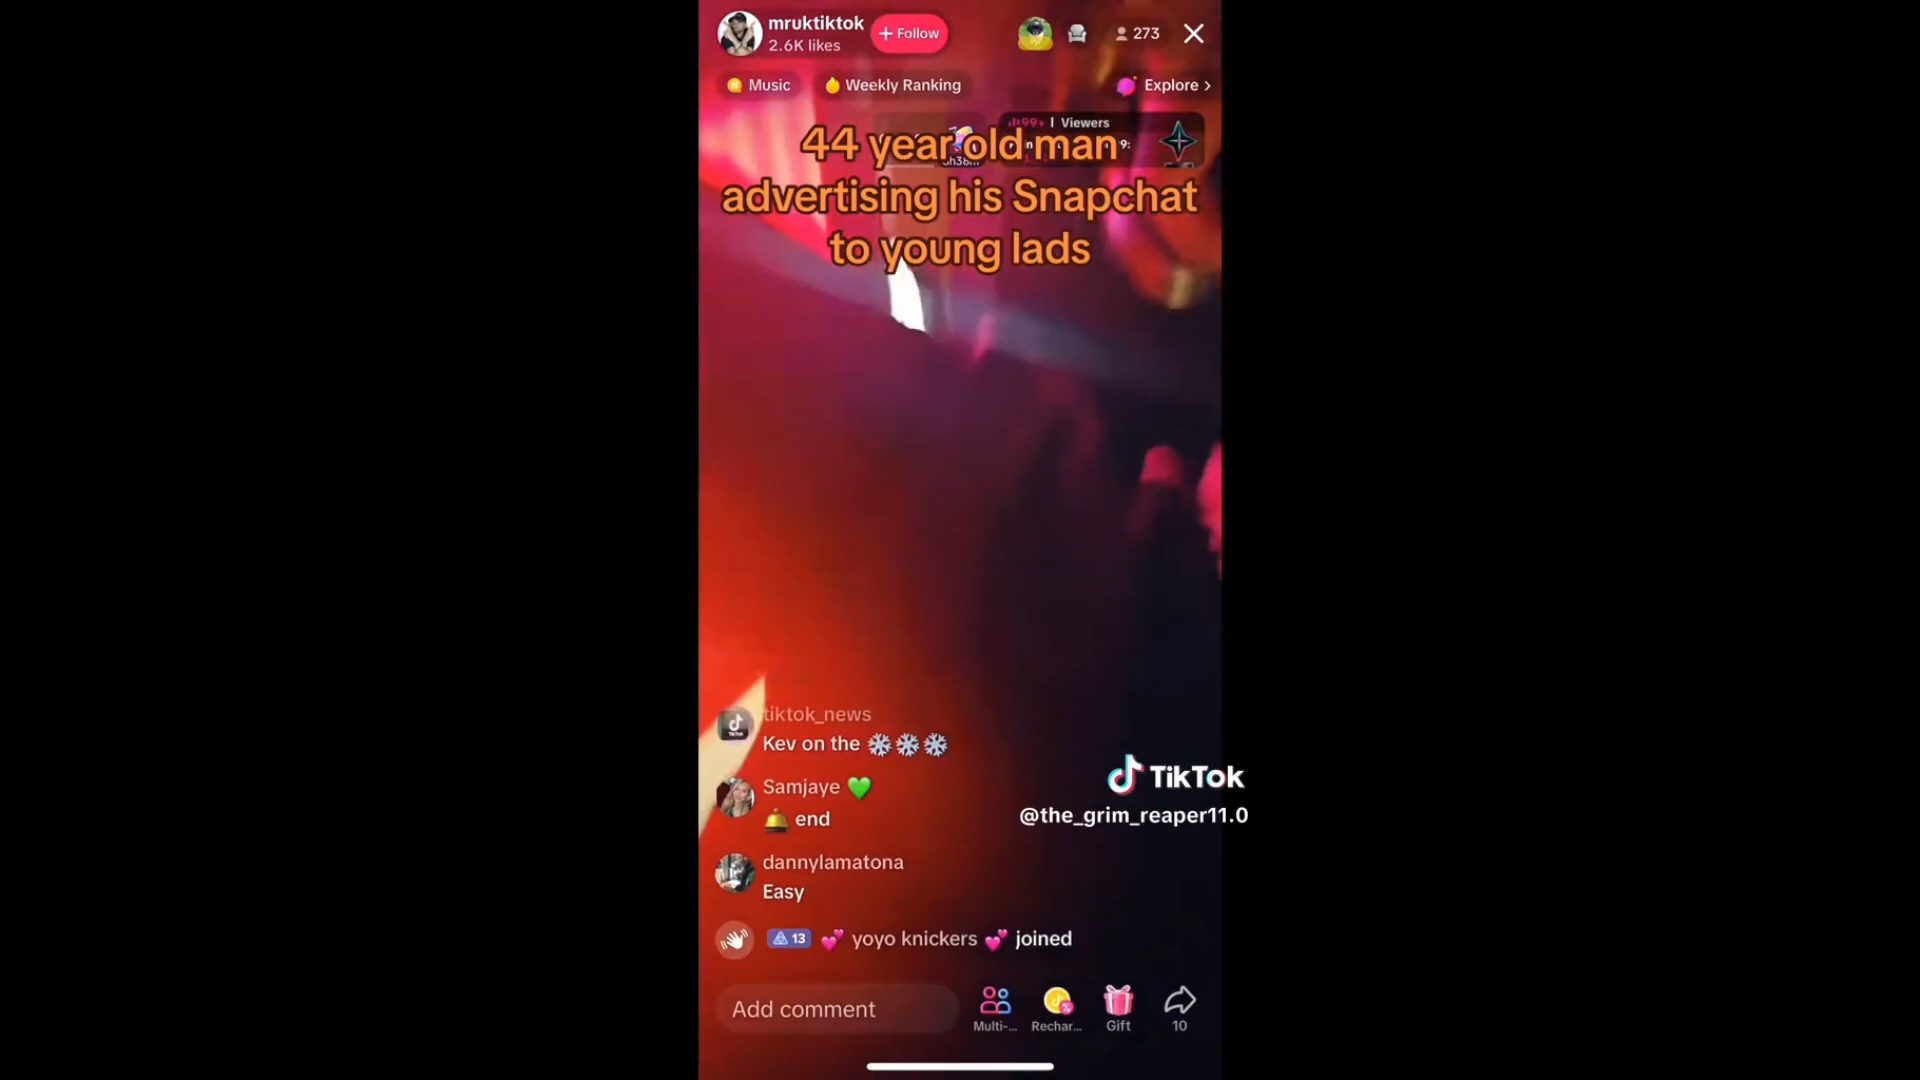 mruktiktok
2.6K likes
+ Follow
273
Music
Weekly Ranking
Explore >
99+ | Viewers
44 year old man
advertising his Snapchat
to young lads
tiktok_news
Kev on the ❄❄❄
Samjaye 💚
🛎 end
dannylamatona
Easy
13 💕 yoyo knickers 💕 joined
TikTok
@the_grim_reaper11.0
Add comment
Multi-...
Rechar...
Gift
10